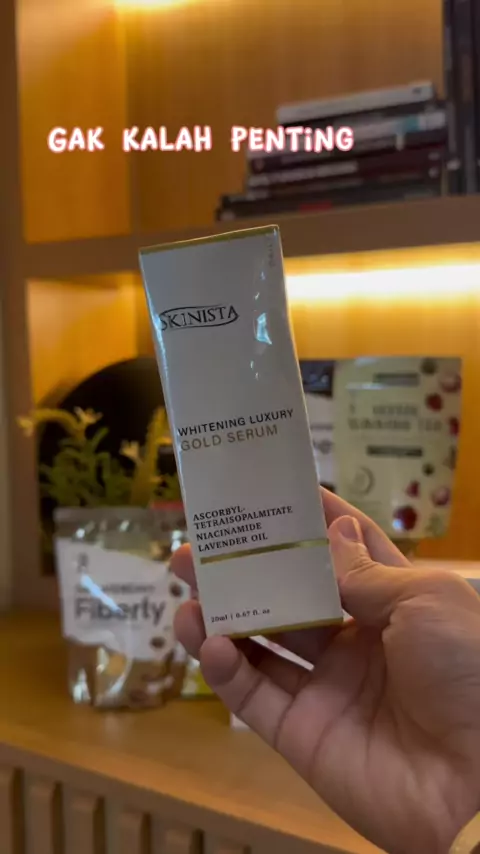 GAK KALAH PENTiNG
SKINISTA
WHITENING LUXURY
GOLD SERUM
ASCORBYL-
TETRAISOPALMITATE
NIACINAMIDE
LAVENDER OIL
20ml | 0.67 fl. oz
Fiberly